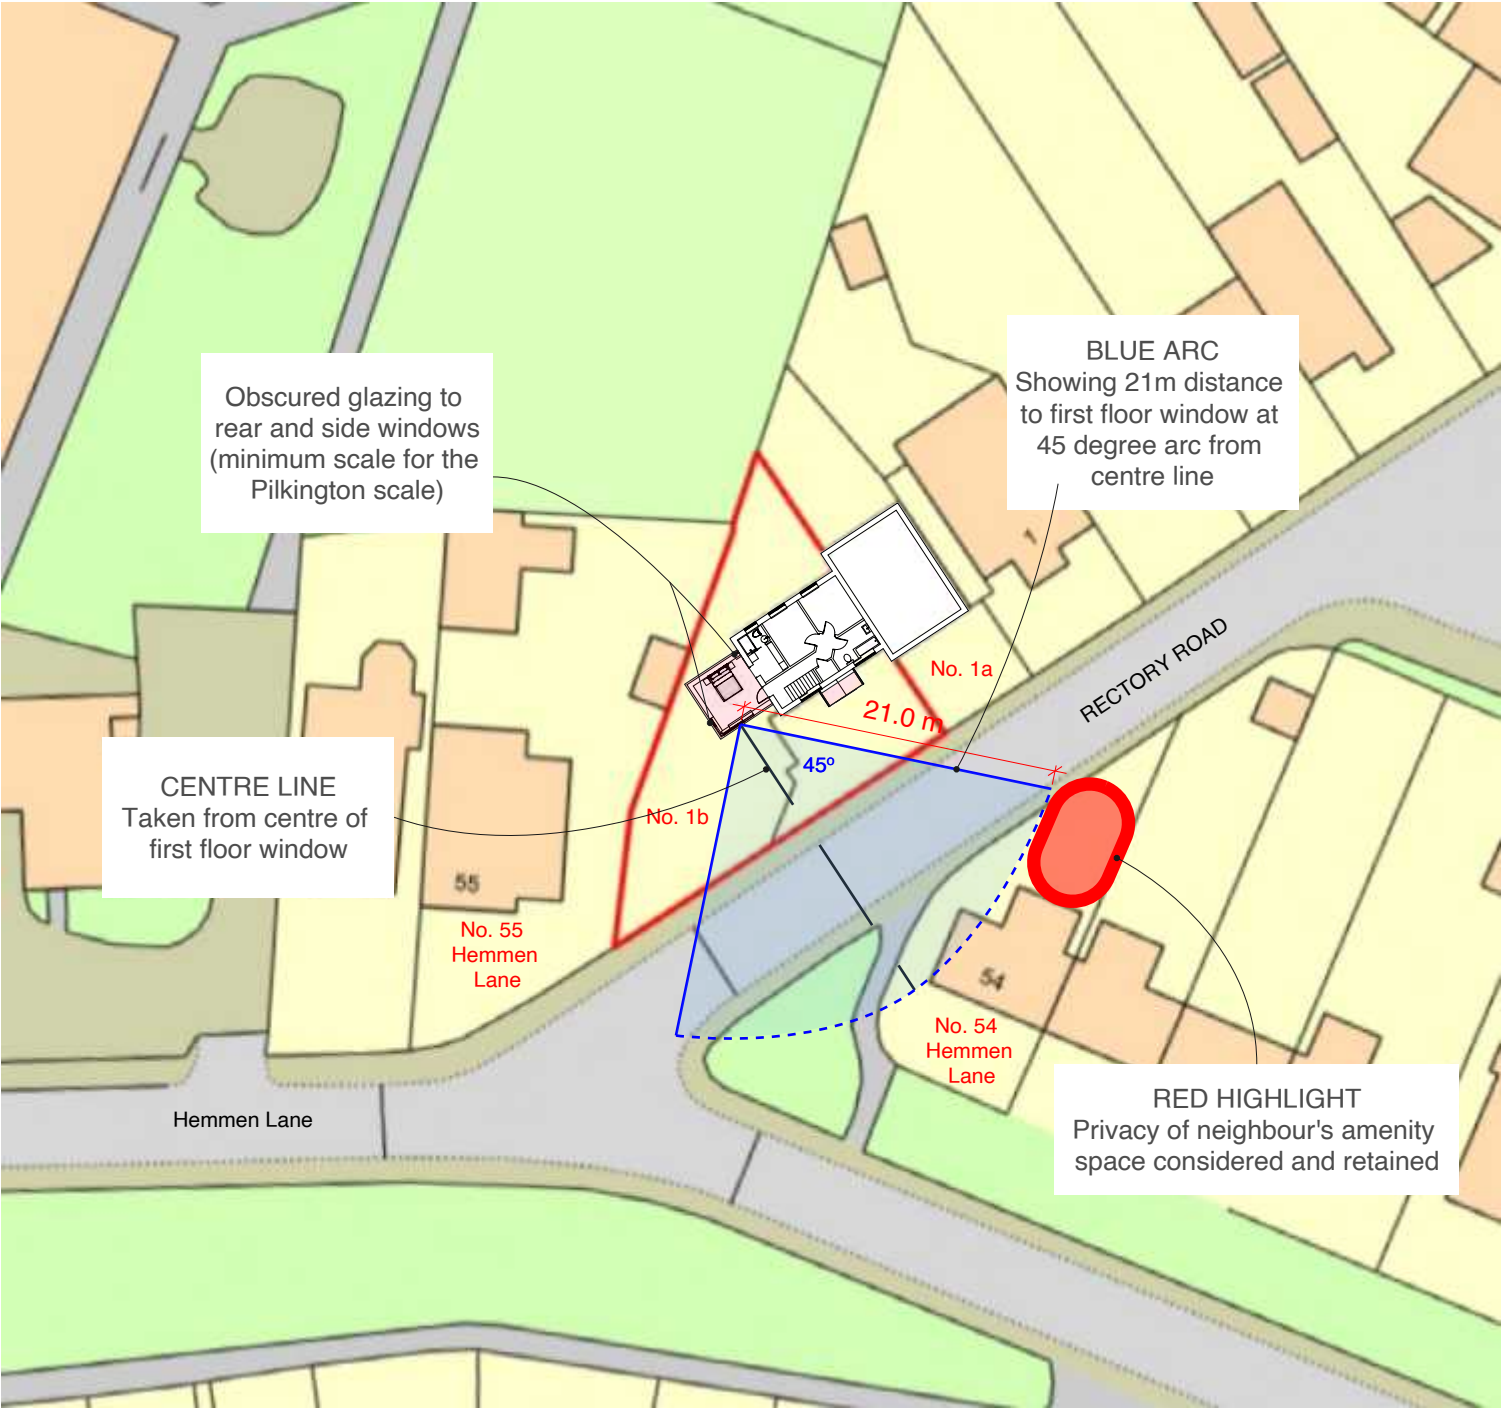 BLUE ARC
Showing 21m distance
to first floor window at
45 degree arc from
centre line
Obscured glazing to
rear and side windows
(minimum scale for the
Pilkington scale)
1
RECTORY ROAD
No. 1a
21.0 m
45º
CENTRE LINE
Taken from centre of
first floor window
No. 1b
55
No. 55
Hemmen
Lane
54
No. 54
Hemmen
Lane
RED HIGHLIGHT
Privacy of neighbour's amenity
space considered and retained
Hemmen Lane